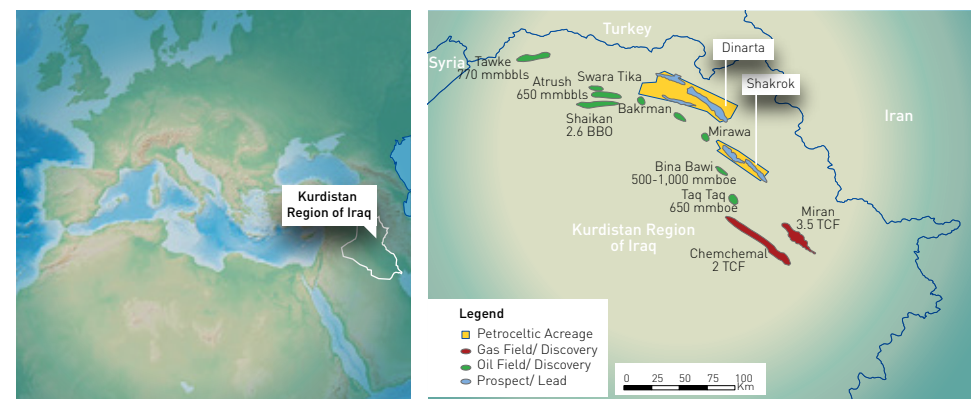 Kurdistan
Region of Iraq
Turkey
Dinarta
Syria
Tawke
770 mmbbls
Swara Tika
Atrush
650 mmbbls
Shakrok
Bakrman
Shaikan
2.6 BBO
Iran
Mirawa
Bina Bawi
500-1,000 mmboe
Taq Taq
650 mmboe
Miran
3.5 TCF
Kurdistan Region
of Iraq
Chemchemal
2 TCF
Legend
Petroceltic Acreage
Gas Field/ Discovery
Oil Field/ Discovery
Prospect/ Lead
0 25 50 75 100
Km